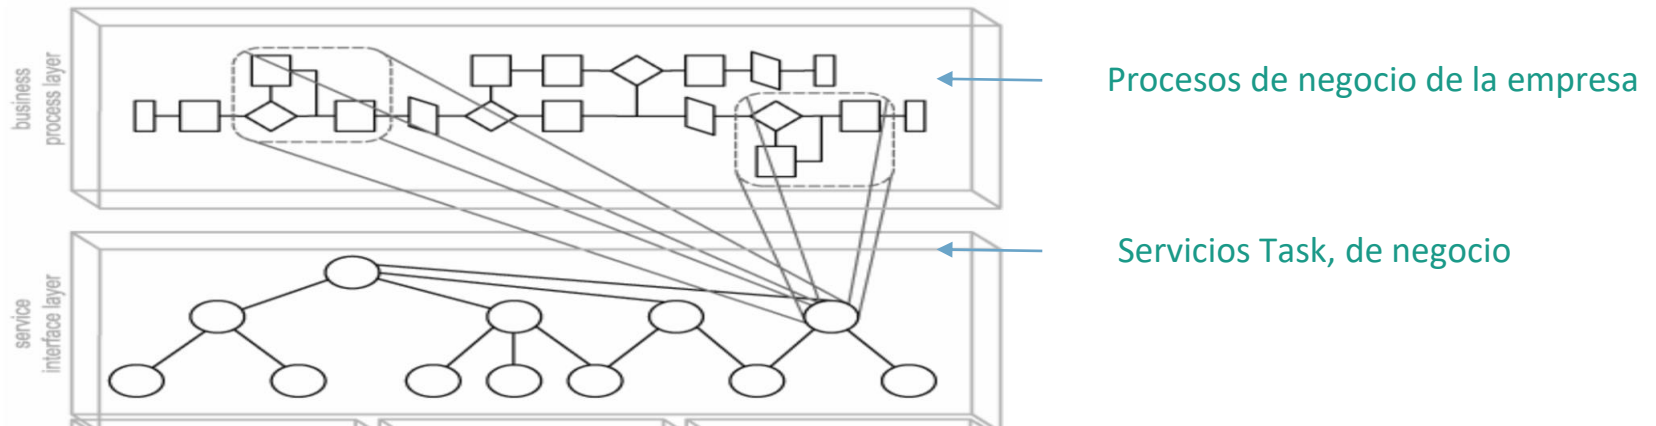 business
process layer
Procesos de negocio de la empresa
Servicios Task, de negocio
service
interface layer